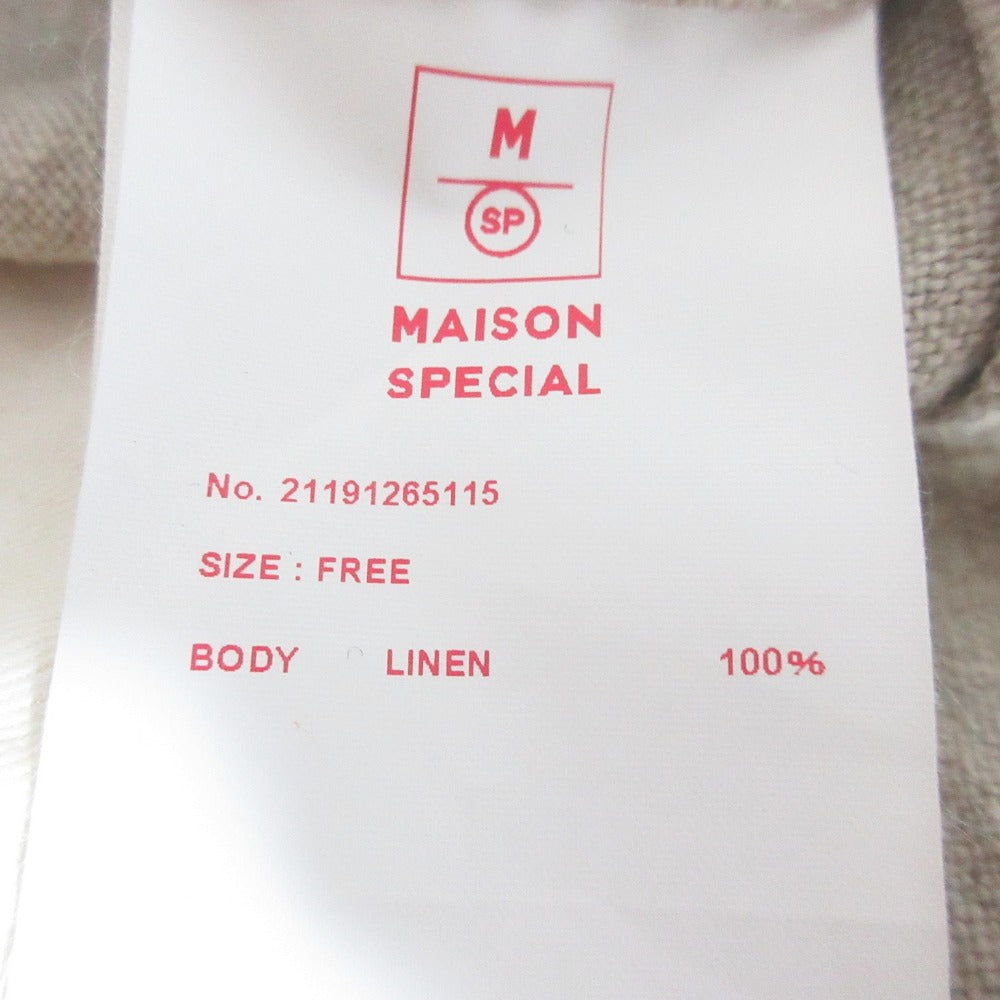 M
SP
MAISON
SPECIAL
No. 21191265115
SIZE : FREE
BODY LINEN 100%